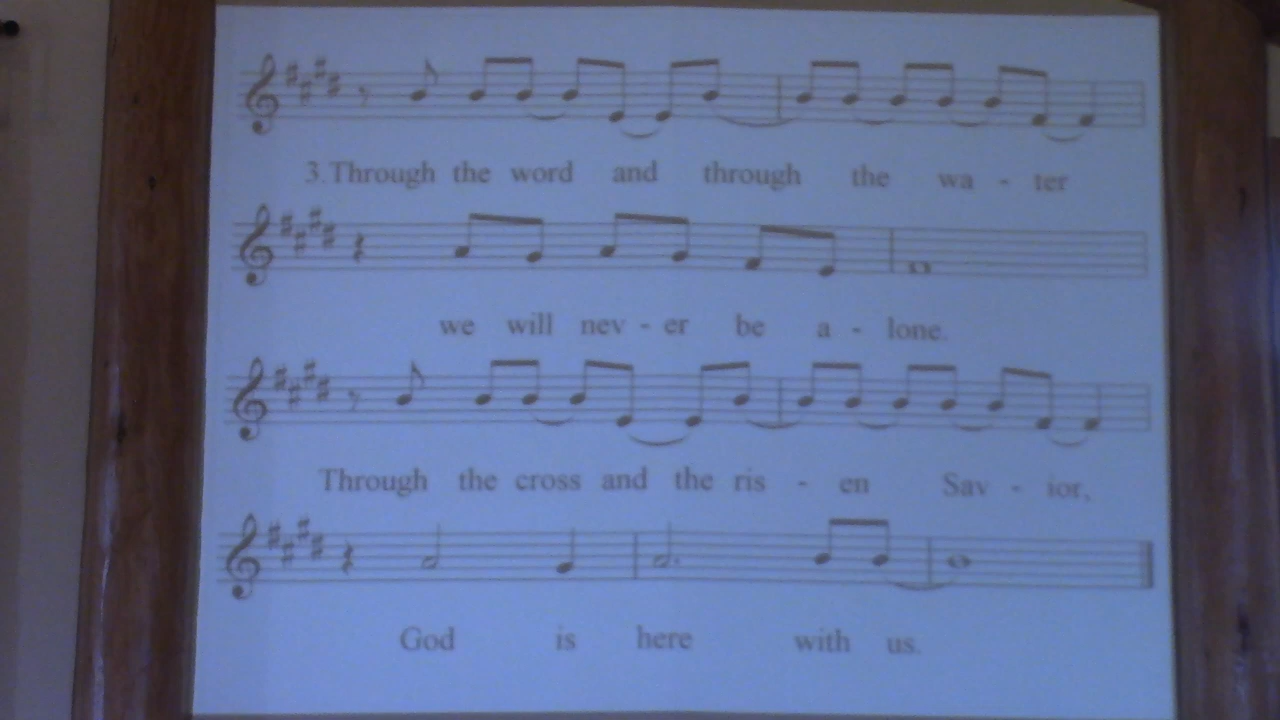 3.Through the word and through the wa - ter
we will nev - er be a - lone.
Through the cross and the ris - en Sav - ior,
God is here with us.